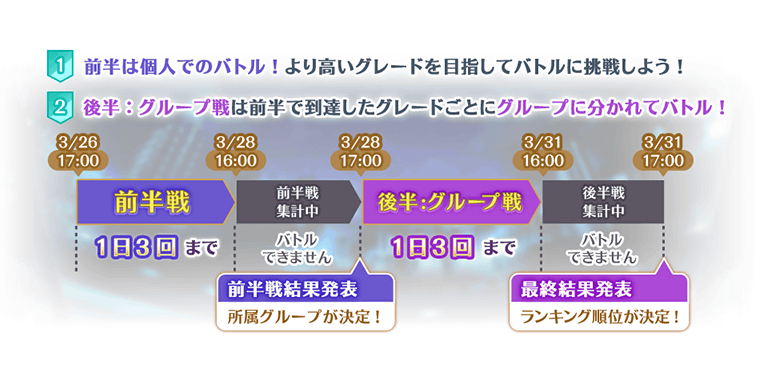 1 前半は個人でのバトル！より高いグレードを目指してバトルに挑戦しよう！
2 後半：グループ戦は前半で到達したグレードごとにグループに分かれてバトル！
3/26 17:00
3/28 16:00
3/28 17:00
3/31 16:00
3/31 17:00
前半戦
前半戦
集計中
後半:グループ戦
後半戦
集計中
1日3回 まで
バトル
できません
1日3回 まで
バトル
できません
前半戦結果発表
所属グループが決定！
最終結果発表
ランキング順位が決定！